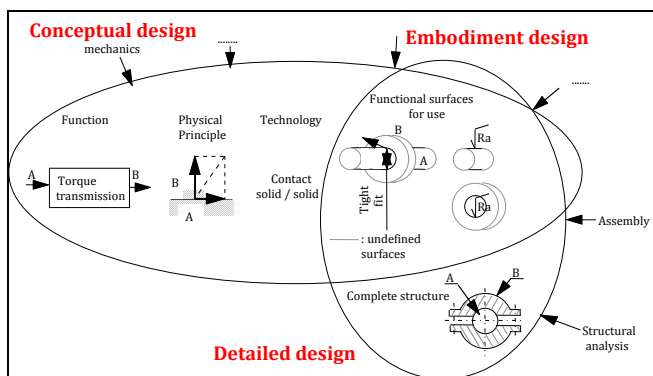 Conceptual design
mechanics
........
Embodiment design
.......
Function
Physical
Principle
Technology
Functional surfaces
for use
A
Torque
transmission
B
B
A
Contact
solid / solid
B
A
Tight
fit
Ra
Ra
: undefined
surfaces
Assembly
A
B
Complete structure
Structural
analysis
Detailed design